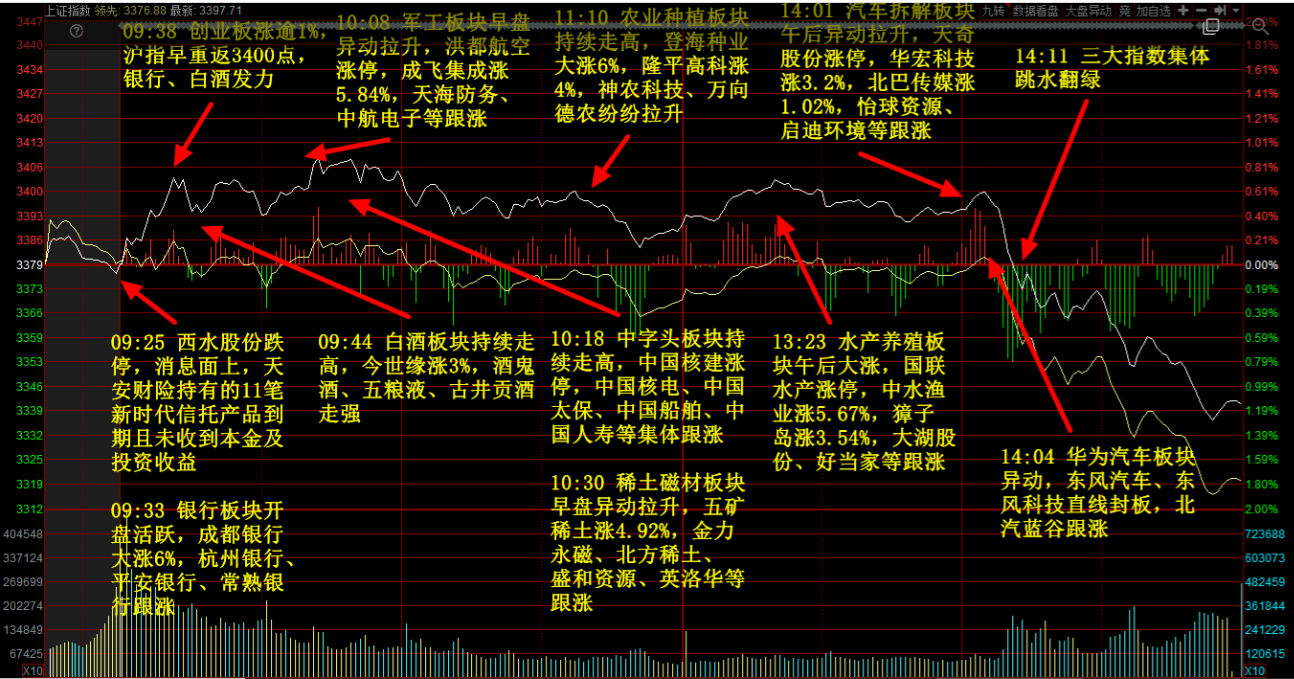 上证指数 领先: 3376.88 最新: 3397.71
九转 数据看盘 大盘异动 竞 加自选
09:38 创业板涨逾1%，
沪指早重返3400点，
银行、白酒发力
10:08 军工板块早盘
异动拉升，洪都航空
涨停，成飞集成涨
5.84%，天海防务、
中航电子等跟涨
11:10 农业种植板块
持续走高，登海种业
大涨6%，隆平高科涨
4%，神农科技、万向
德农纷纷拉升
14:01 汽车拆解板块
午后异动拉升，天奇
股份涨停，华宏科技
涨3.2%，北巴传媒涨
1.02%，怡球资源、
启迪环境等跟涨
14:11 三大指数集体
跳水翻绿
09:25 西水股份跌
停，消息面上，天
安财险持有的11笔
新时代信托产品到
期且未收到本金及
投资收益
09:33 银行板块开
盘活跃，成都银行
大涨6%，杭州银行、
平安银行、常熟银
行跟涨
09:44 白酒板块持续走
高，今世缘涨3%，酒鬼
酒、五粮液、古井贡酒
走强
10:18 中字头板块持
续走高，中国核建涨
停，中国核电、中国
太保、中国船舶、中
国人寿等集体跟涨
10:30 稀土磁材板块
早盘异动拉升，五矿
稀土涨4.92%，金力
永磁、北方稀土、
盛和资源、英洛华等
跟涨
13:23 水产养殖板
块午后大涨，国联
水产涨停，中水渔
业涨5.67%，獐子
岛涨3.54%，大湖股
份、好当家等跟涨
14:04 华为汽车板块
异动，东风汽车、东
风科技直线封板，北
汽蓝谷跟涨
3447
3440
3434
3427
3420
3413
3406
3400
3393
3386
3379
3373
3366
3359
3353
3346
3339
3332
3325
3319
3312
404548
337124
269699
202274
134849
67425
X10
1.81%
1.61%
1.41%
1.21%
1.01%
0.81%
0.61%
0.40%
0.21%
0.00%
0.19%
0.39%
0.59%
0.79%
0.99%
1.19%
1.39%
1.59%
1.80%
2.00%
723688
603073
482459
361844
241229
120615
X10